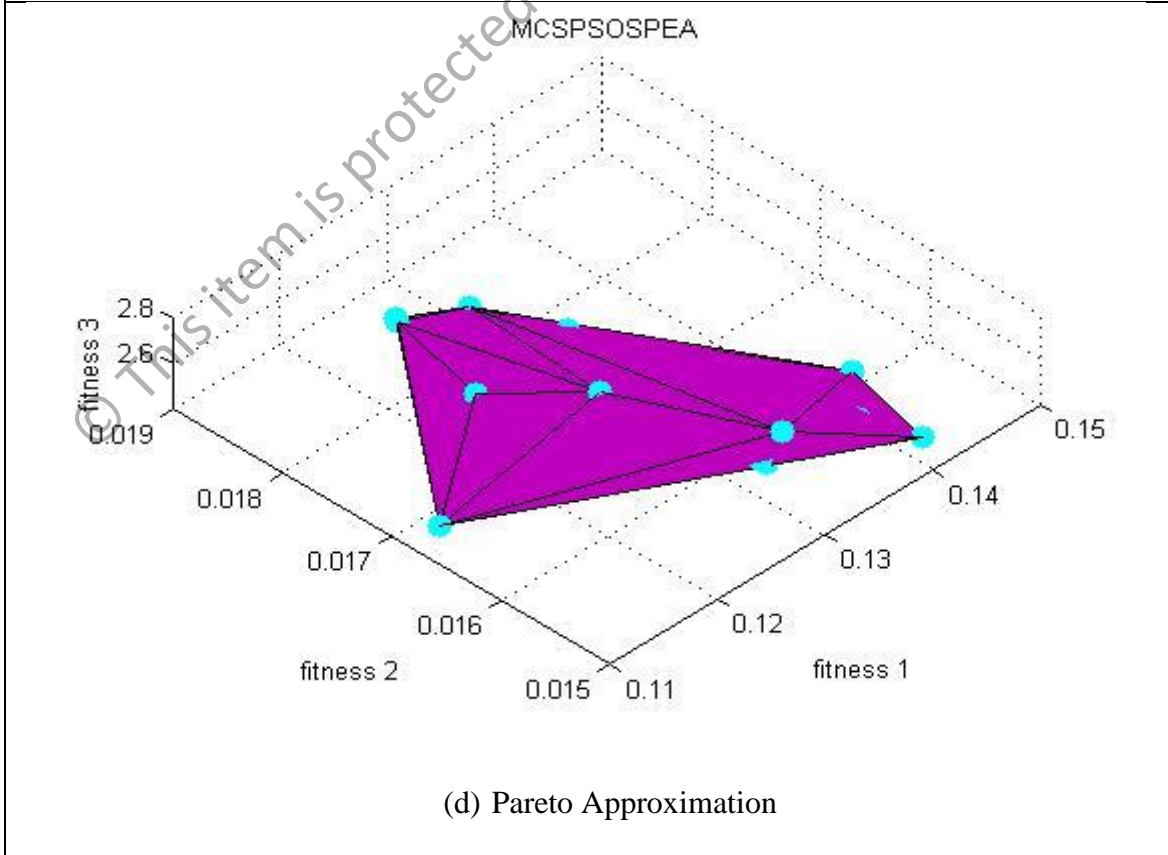 MCSPSOSPEA
© This item is protected
2.8
2.6
fitness 3
0.019
0.018
0.017
0.016
0.015
fitness 2
0.11
0.12
0.13
0.14
0.15
fitness 1
(d) Pareto Approximation